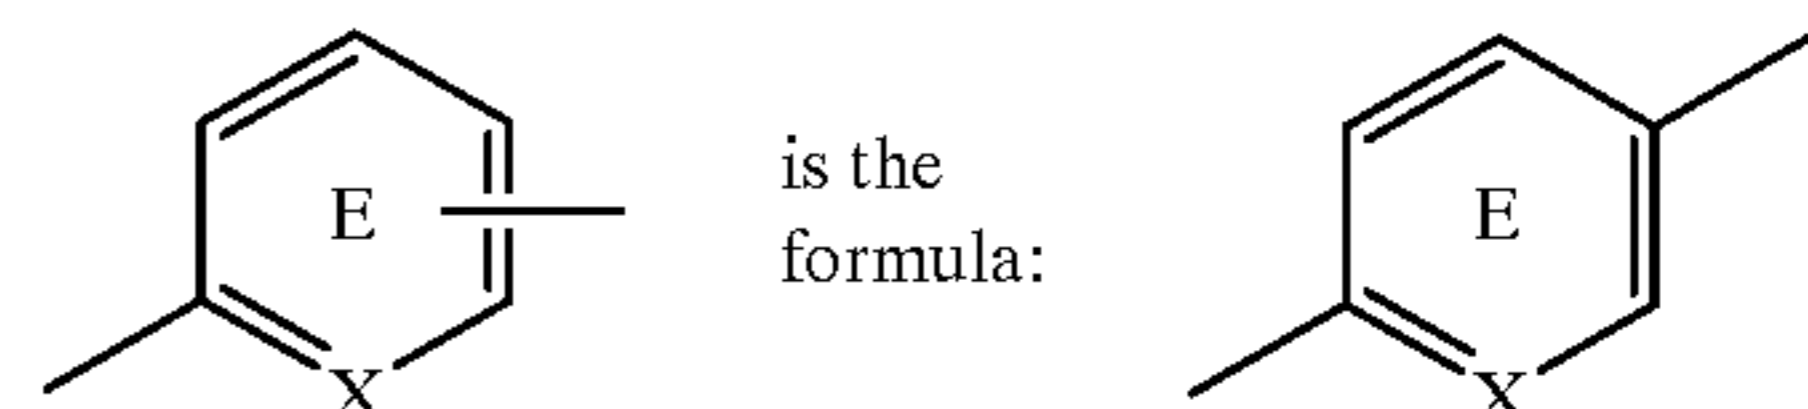 E
is the
formula:
E
X
X